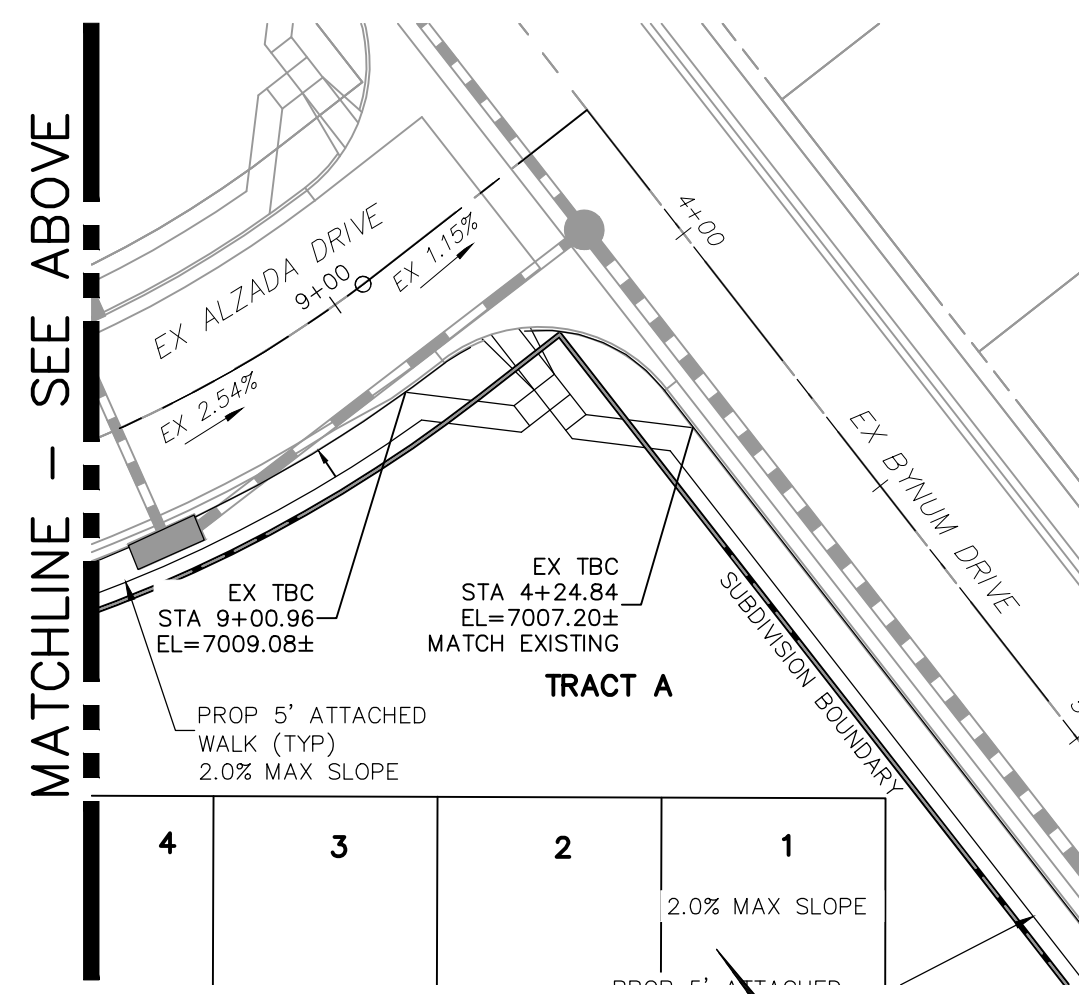 MATCHLINE – SEE ABOVE
EX ALZADA DRIVE
9+00
EX 1.15%
EX 2.54%
4+00
EX BYNUM DRIVE
EX TBC
STA 9+00.96
EL=7009.08±
EX TBC
STA 4+24.84
EL=7007.20±
MATCH EXISTING
TRACT A
SUBDIVISION BOUNDARY
PROP 5' ATTACHED
WALK (TYP)
2.0% MAX SLOPE
4
3
2
1
2.0% MAX SLOPE
PROP 5' ATTACHED